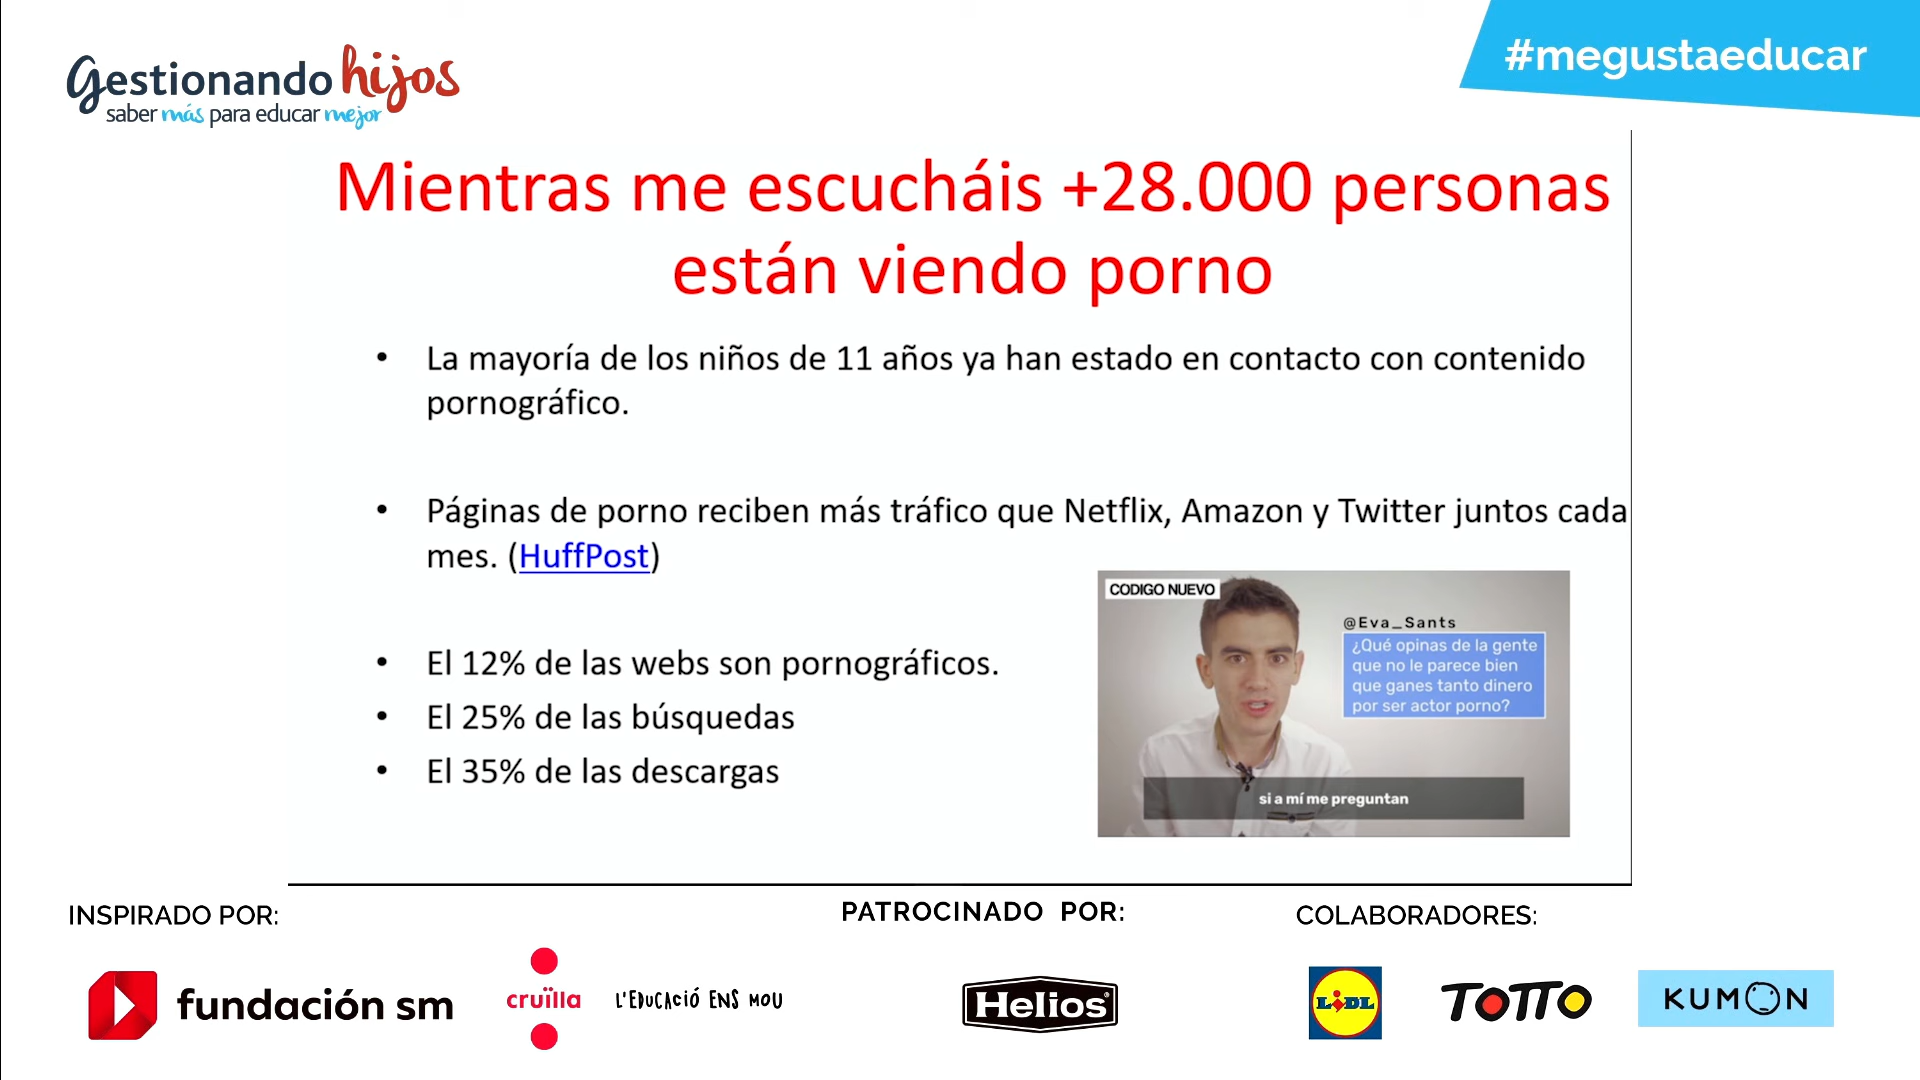 Gestionando hijos
saber más para educar mejor
#megustaeducar
Mientras me escucháis +28.000 personas
están viendo porno
• La mayoría de los niños de 11 años ya han estado en contacto con contenido
pornográfico.
• Páginas de porno reciben más tráfico que Netflix, Amazon y Twitter juntos cada
mes. (HuffPost)
• El 12% de las webs son pornográficos.
• El 25% de las búsquedas
• El 35% de las descargas
CODIGO NUEVO
@Eva_Sants
¿Qué opinas de la gente
que no le parece bien
que ganes tanto dinero
por ser actor porno?
si a mí me preguntan
INSPIRADO POR:
fundación sm
cruïlla
L'EDUCACIÓ ENS MOU
PATROCINADO POR:
Helios
COLABORADORES:
LIDL
TOTTO
KUMON